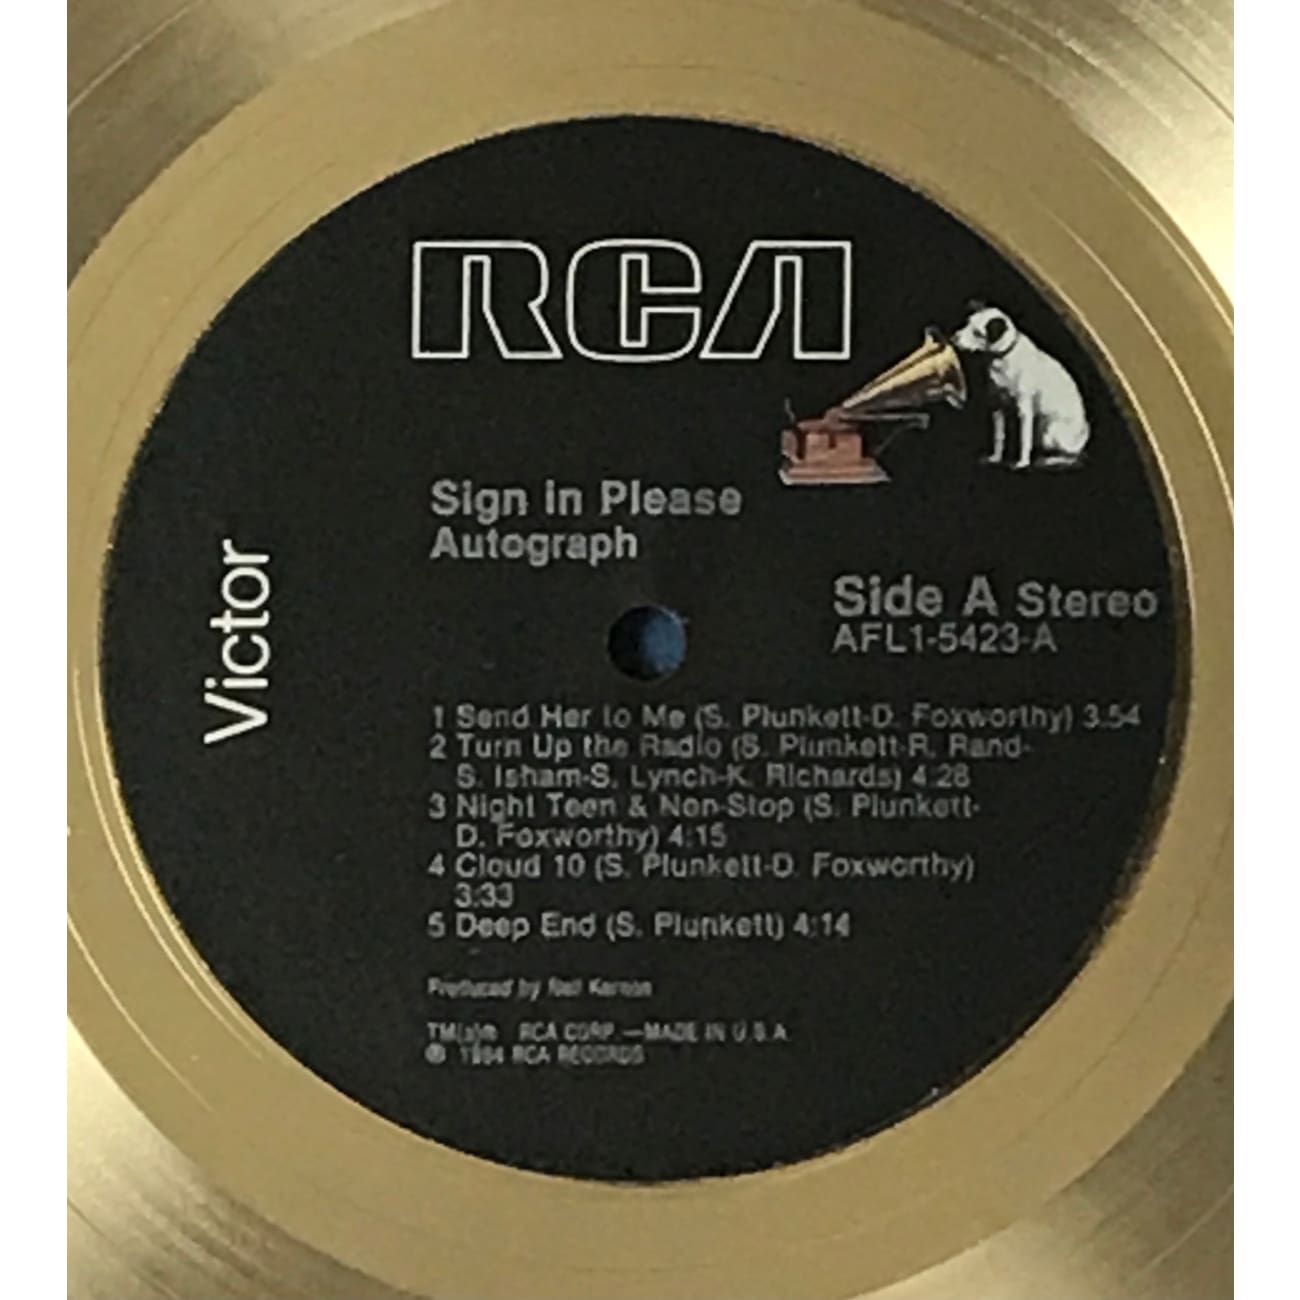 RCA
Sign in Please
Autograph
Victor
Side A Stereo
AFL1-5423-A
1 Send Her to Me (S. Plunkett-D. Foxworthy) 3:54
2 Turn Up the Radio (S. Plunkett-R. Rand-
S. Isham-S. Lynch-K. Richards) 4:28
3 Night Teen & Non-Stop (S. Plunkett-
D. Foxworthy) 4:15
4 Cloud 10 (S. Plunkett-D. Foxworthy)
3:33
5 Deep End (S. Plunkett) 4:14
Produced by Neil Kernon
TM(s)® RCA CORP.—MADE IN U.S.A.
℗ 1984 RCA RECORDS